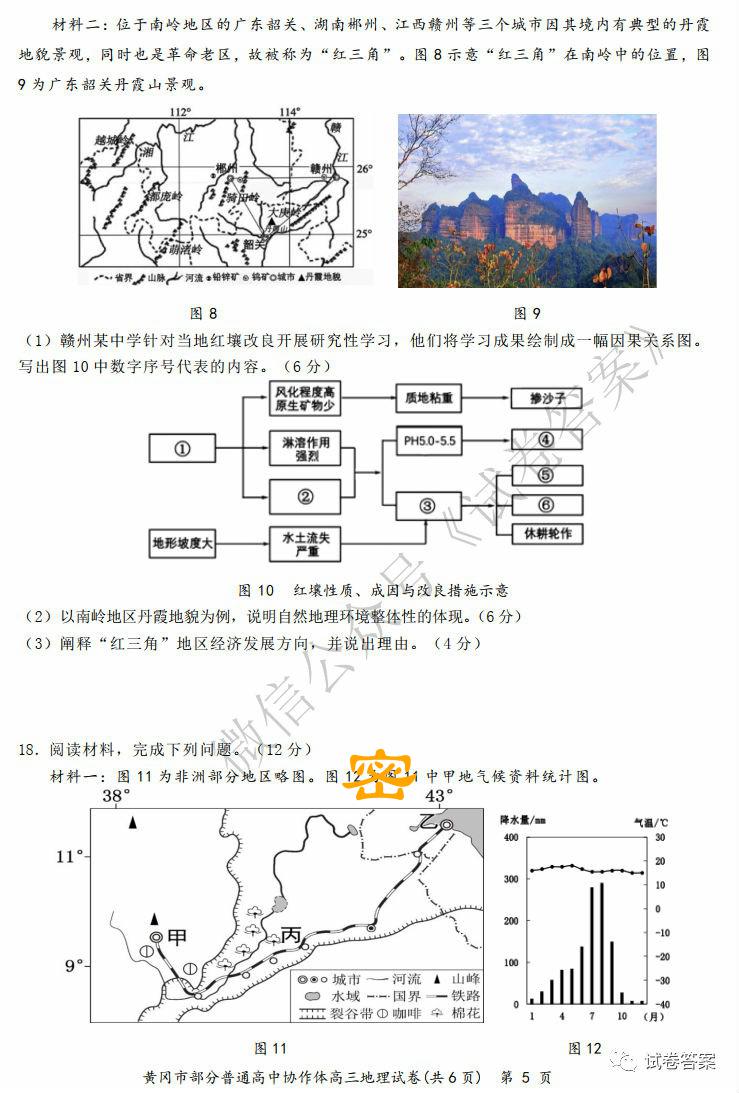 材料二：位于南岭地区的广东韶关、湖南郴州、江西赣州等三个城市因其境内有典型的丹霞
地貌景观，同时也是革命老区，故被称为“红三角”。图8示意“红三角”在南岭中的位置，图
9为广东韶关丹霞山景观。
112° 114°
越城岭
湘
江
赣
江
郴州
赣州
26°
都庞岭
骑田岭
大庾岭
丹霞山
韶关
萌渚岭
25°
省界 山脉 河流 铅锌矿 钨矿 城市 丹霞地貌
图8
图9
（1）赣州某中学针对当地红壤改良开展研究性学习，他们将学习成果绘制成一幅因果关系图。
写出图10中数字序号代表的内容。（6分）
风化程度高
原生矿物少
质地粘重
掺沙子
①
淋溶作用
强烈
PH5.0-5.5
④
②
③
⑤
⑥
地形坡度大
水土流失
严重
休耕轮作
图10 红壤性质、成因与改良措施示意
（2）以南岭地区丹霞地貌为例，说明自然地理环境整体性的体现。（6分）
（3）阐释“红三角”地区经济发展方向，并说出理由。（4分）
微信公众号《试卷答案》
18．阅读材料，完成下列问题。（12分）
材料一：图11为非洲部分地区略图。图12为图11中甲地气候资料统计图。
密
38° 43°
乙
11°
甲
丙
9°
城市 河流 山峰
水域 国界 铁路
裂谷带 咖啡 棉花
图11
降水量/mm 气温/℃
400 30
20
300 10
0
200 -10
-20
100 -30
0 -40
1 4 7 10 (月)
图12
黄冈市部分普通高中协作体高三地理试卷(共6页) 第5页
试卷答案